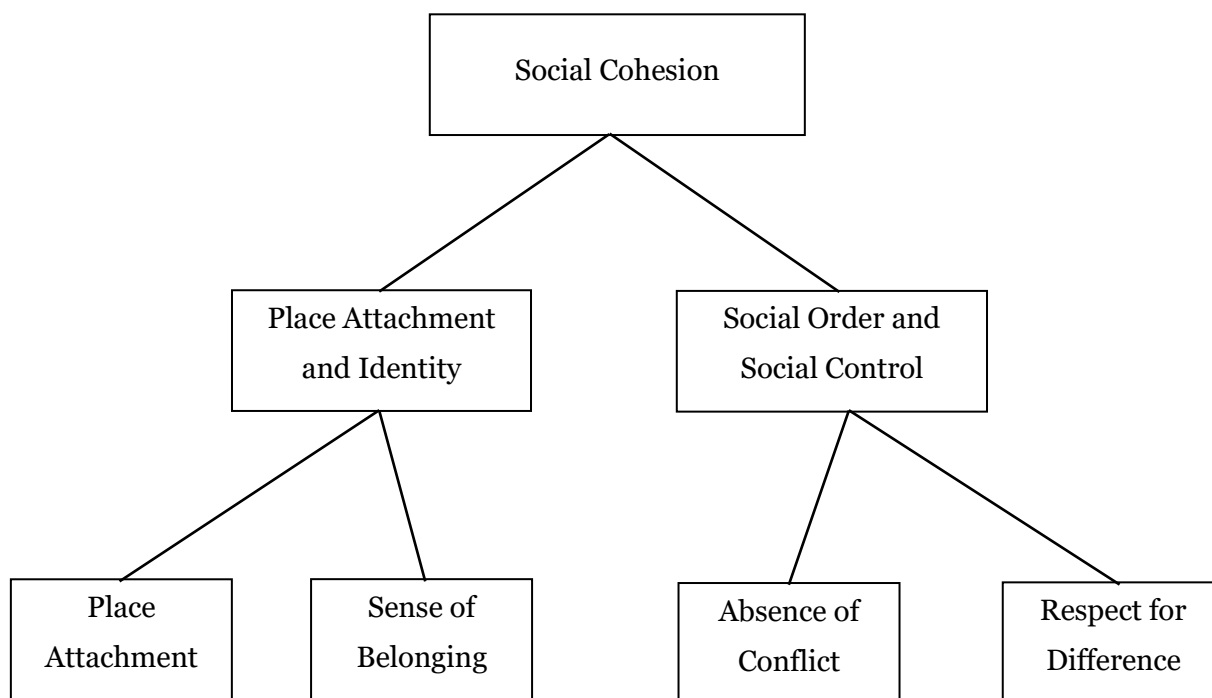 Social Cohesion
Place Attachment
and Identity
Social Order and
Social Control
Place
Attachment
Sense of
Belonging
Absence of
Conflict
Respect for
Difference